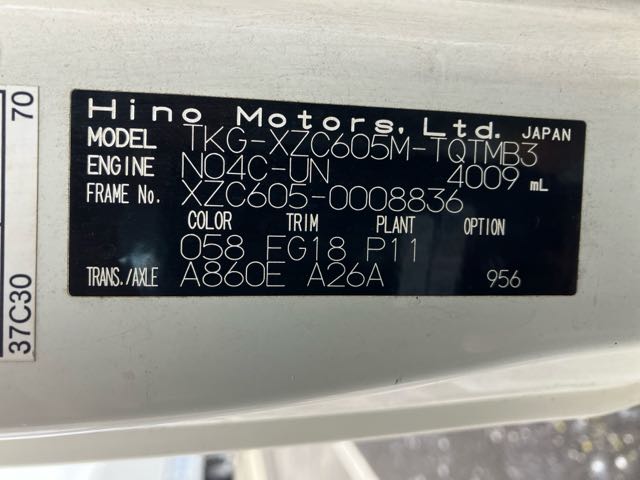 Hino Motors, Ltd. JAPAN
MODEL TKG-XZC605M-TQTMB3
ENGINE N04C-UN 4009 mL
FRAME No. XZC605-0008836
COLOR TRIM PLANT OPTION
058 FG18 P11
TRANS./AXLE A860E A26A 956
37C30 70